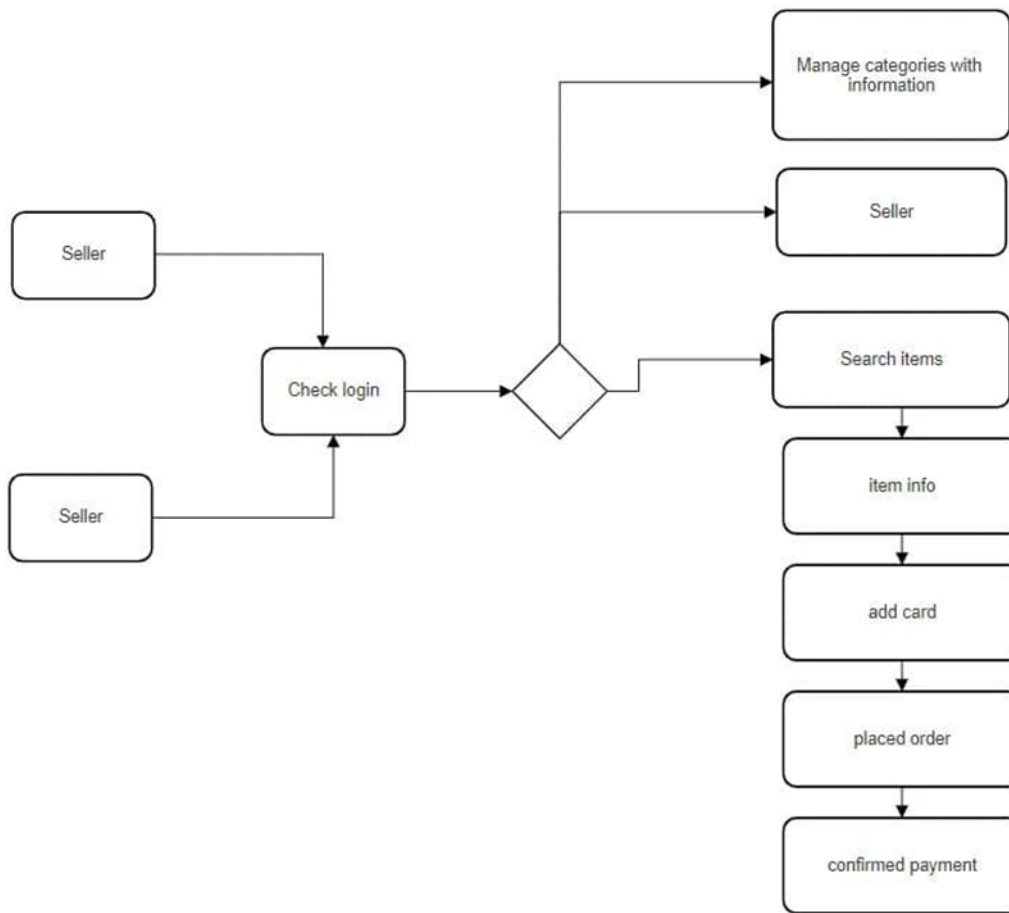 Manage categories with
information
Seller
Seller
Search items
Check login
item info
Seller
add card
placed order
confirmed payment